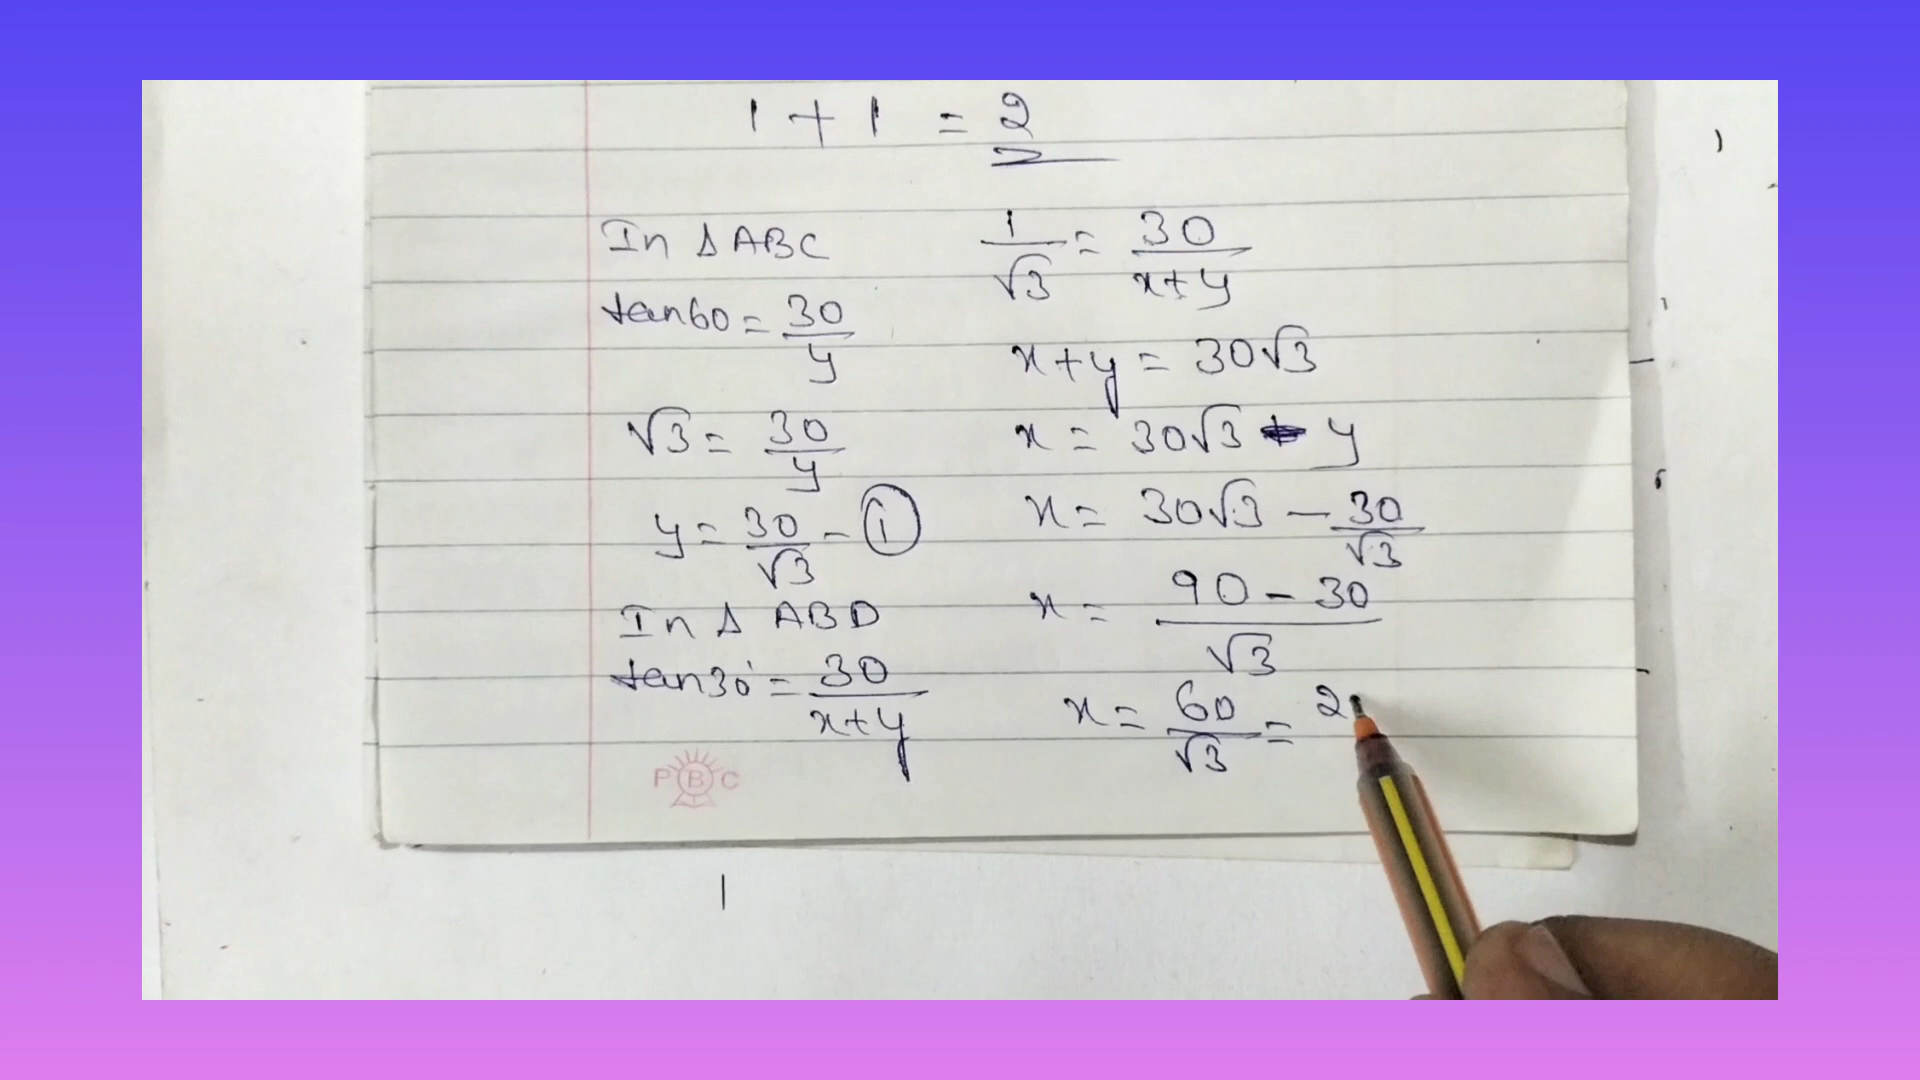 1 + 1 = 2
In Δ ABC
tan60 = 30/y
√3 = 30/y
y = 30/√3 - ①
In Δ ABD
tan30° = 30/x+y
1/√3 = 30/x+y
x+y = 30√3
x = 30√3 - y
x = 30√3 - 30/√3
x = 90-30/√3
x = 60/√3 = 2
PBC